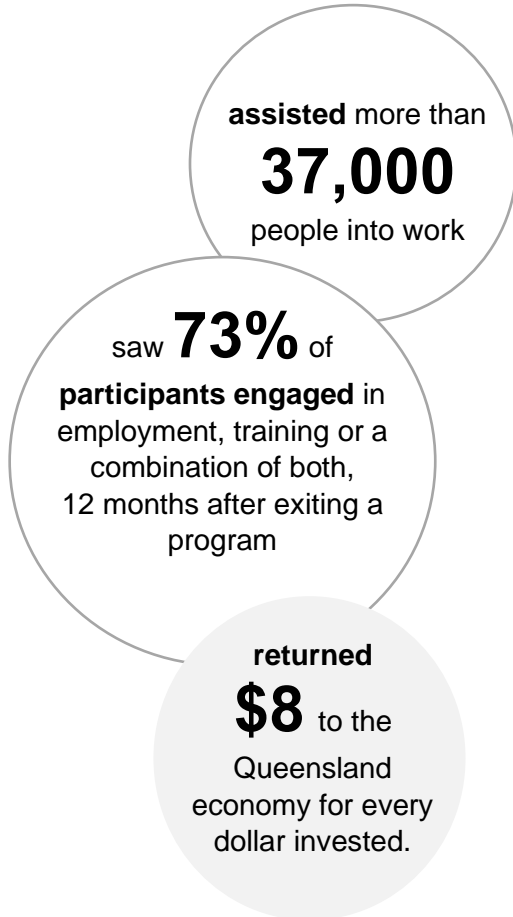 assisted more than
37,000
people into work
saw 73% of
participants engaged in
employment, training or a
combination of both,
12 months after exiting a
program
returned
$8 to the
Queensland
economy for every
dollar invested.